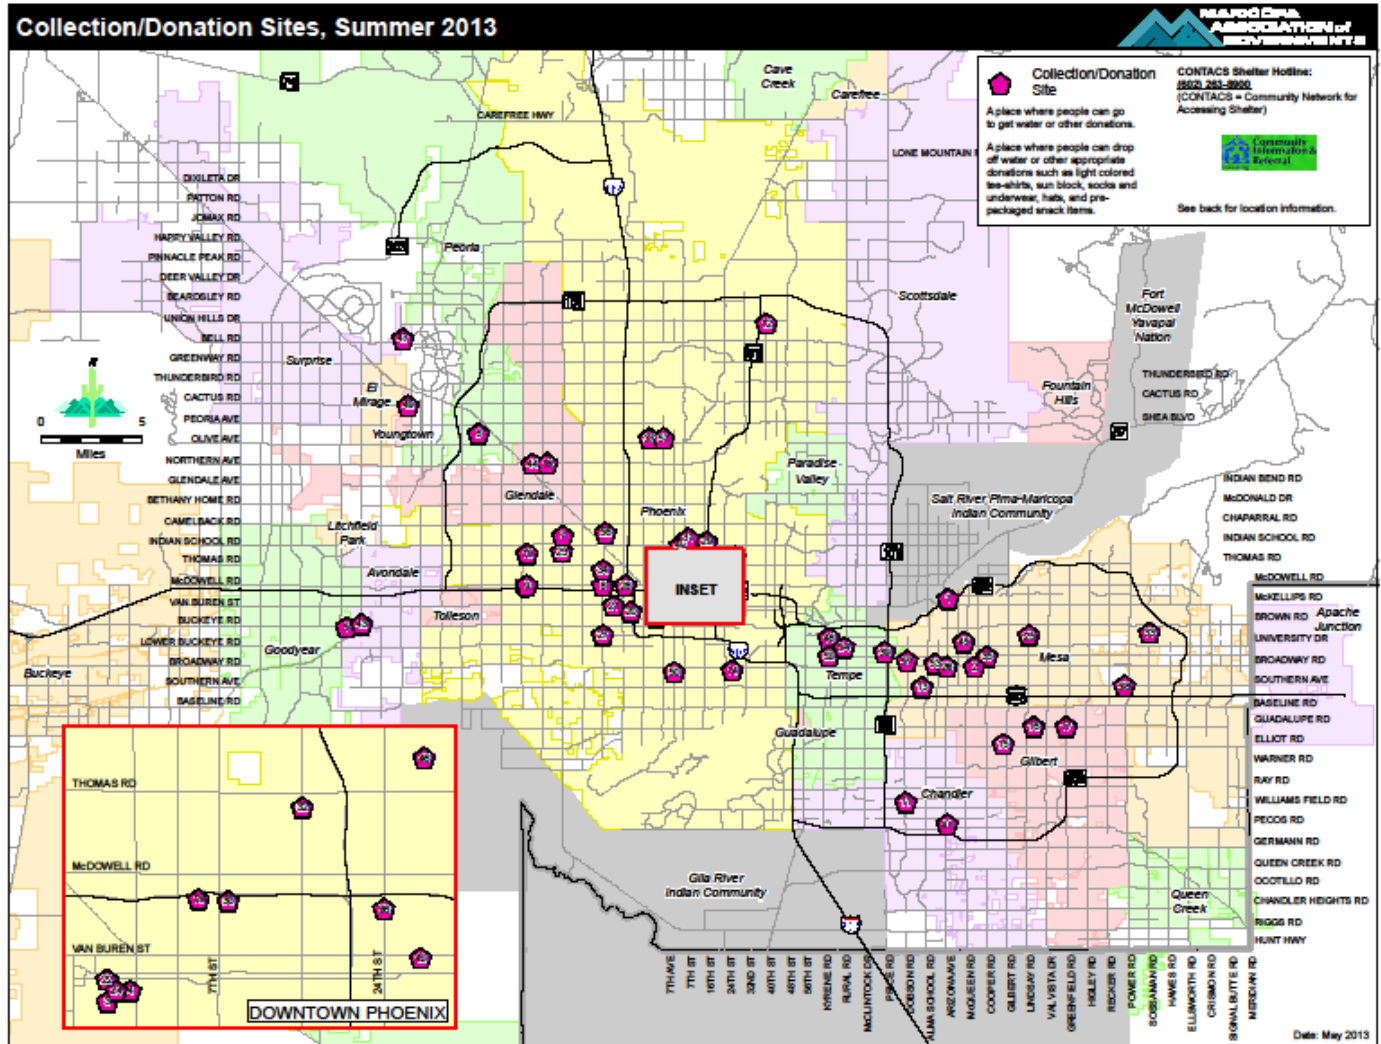 Collection/Donation Sites, Summer 2013
MARICOPA
ASSOCIATION of
GOVERNMENTS
Collection/Donation
Site
A place where people can go
to get water or other donations.
A place where people can drop
off water or other appropriate
donations such as light colored
tee-shirts, sun block, socks and
underwear, hats, and pre-
packaged snack items.
CONTACS Shelter Hotline:
(602) 263-8900
(CONTACS = Community Network for
Accessing Shelter)
Community
Information &
Referral
See back for location information.
Cave
Creek
Carefree
CAREFREE HWY
LONE MOUNTAIN
DIXILETA DR
PATTON RD
JOMAX RD
HAPPY VALLEY RD
PINNACLE PEAK RD
DEER VALLEY DR
BEARDSLEY RD
UNION HILLS DR
BELL RD
GREENWAY RD
THUNDERBIRD RD
CACTUS RD
PEORIA AVE
OLIVE AVE
NORTHERN AVE
GLENDALE AVE
BETHANY HOME RD
CAMELBACK RD
INDIAN SCHOOL RD
THOMAS RD
McDOWELL RD
VAN BUREN ST
BUCKEYE RD
LOWER BUCKEYE RD
BROADWAY RD
SOUTHERN AVE
BASELINE RD
0 5
Miles
Peoria
Surprise
El
Mirage
Youngtown
Glendale
Litchfield
Park
Avondale
Tolleson
Goodyear
Buckeye
Phoenix
Paradise
Valley
Scottsdale
Fort
McDowell
Yavapai
Nation
Fountain
Hills
THUNDERBIRD RD
CACTUS RD
SHEA BLVD
Salt River Pima-Maricopa
Indian Community
INDIAN BEND RD
McDONALD DR
CHAPARRAL RD
INDIAN SCHOOL RD
THOMAS RD
McDOWELL RD
McKELLIPS RD
BROWN RD
UNIVERSITY DR
BROADWAY RD
SOUTHERN AVE
BASELINE RD
GUADALUPE RD
ELLIOT RD
WARNER RD
RAY RD
WILLIAMS FIELD RD
PECOS RD
GERMANN RD
QUEEN CREEK RD
OCOTILLO RD
CHANDLER HEIGHTS RD
RIGGS RD
HUNT HWY
Apache
Junction
INSET
Tempe
Mesa
Guadalupe
Gilbert
Chandler
Queen
Creek
Gila River
Indian Community
THOMAS RD
McDOWELL RD
VAN BUREN ST
7TH ST
24TH ST
DOWNTOWN PHOENIX
7TH AVE
7TH ST
16TH ST
24TH ST
32ND ST
40TH ST
48TH ST
56TH ST
KYRENE RD
RURAL RD
McCLINTOCK DR
PRICE RD
DOBSON RD
ALMA SCHOOL RD
ARIZONA AVE
McQUEEN RD
COOPER RD
GILBERT RD
LINDSAY RD
VAL VISTA DR
GREENFIELD RD
HIGLEY RD
RECKER RD
POWER RD
SOSSAMAN RD
HAWES RD
ELLSWORTH RD
CRISMON RD
SIGNAL BUTTE RD
MERIDIAN RD
Date: May 2013